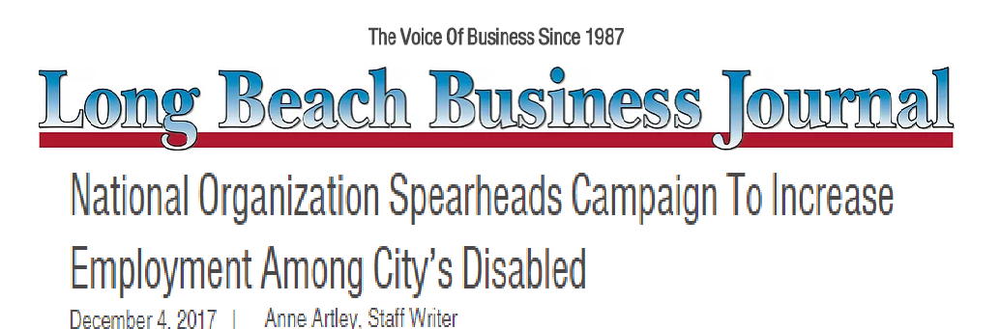 The Voice Of Business Since 1987
Long Beach Business Journal
National Organization Spearheads Campaign To Increase
Employment Among City's Disabled
December 4, 2017 | Anne Artley, Staff Writer